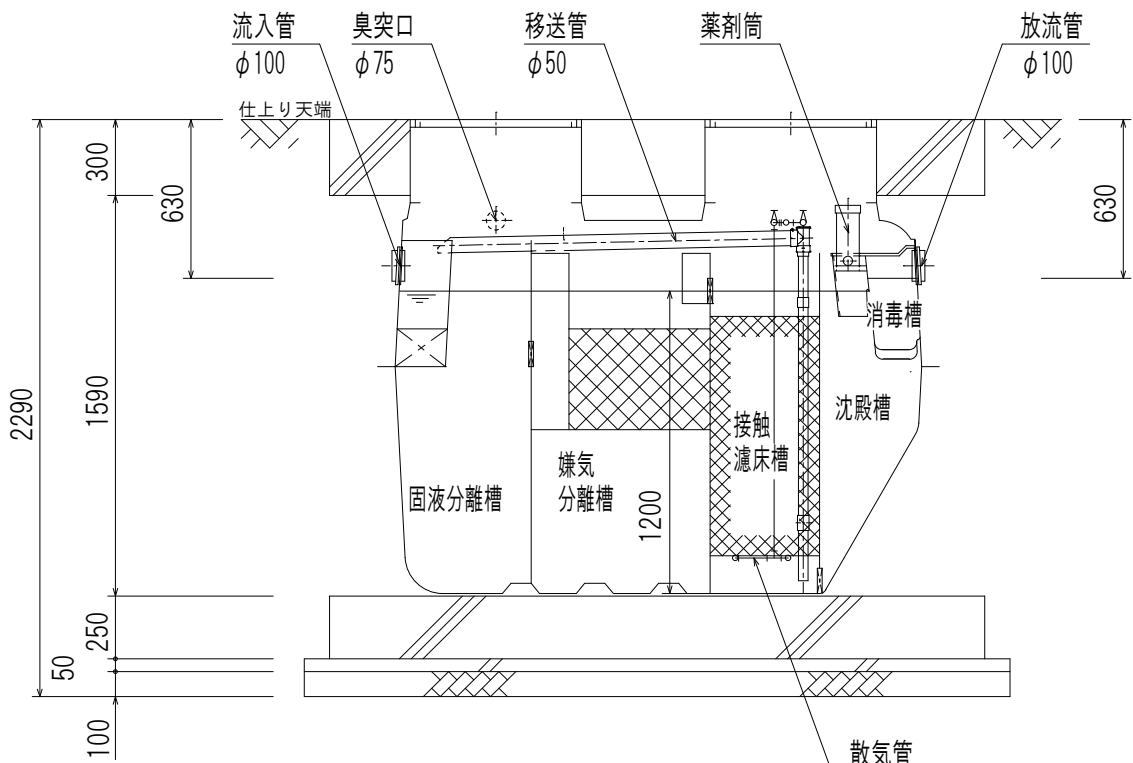 流入管
φ100
臭突口
φ75
移送管
φ50
薬剤筒
放流管
φ100
仕上り天端
300
630
630
1590
2290
消毒槽
沈殿槽
接触
濾床槽
嫌気
分離槽
固液分離槽
1200
250
50
100
散気管